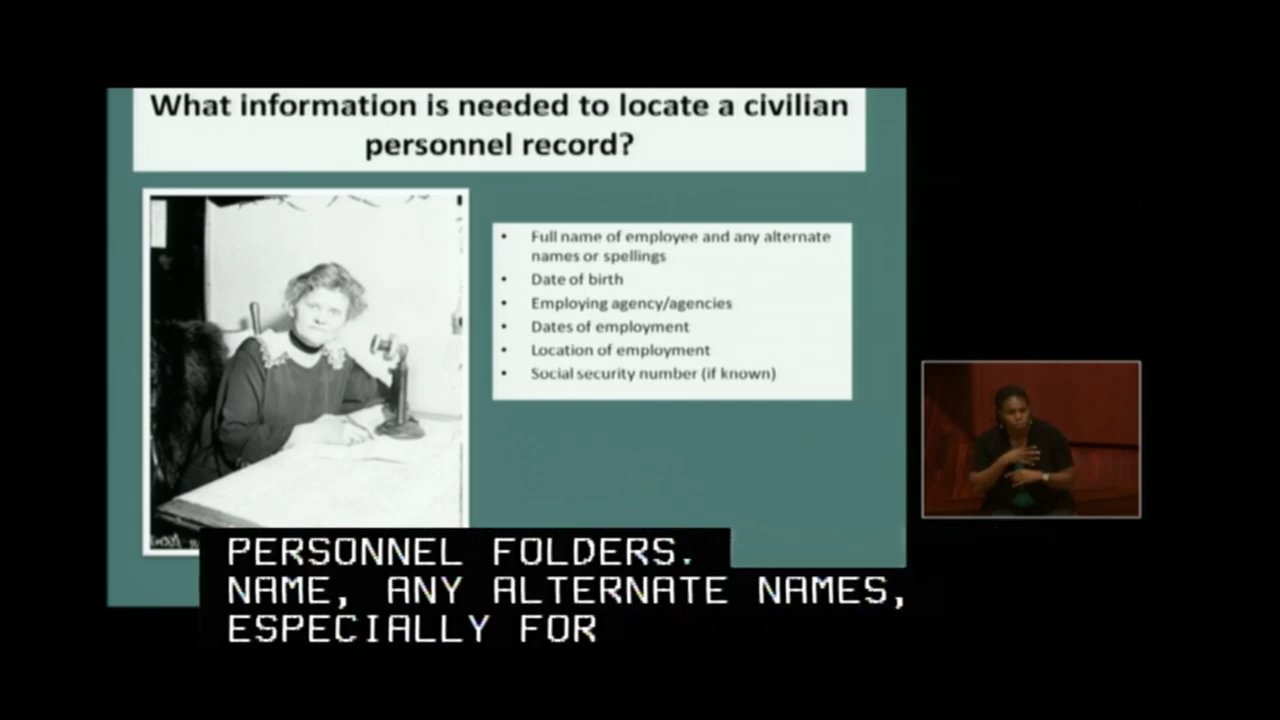 What information is needed to locate a civilian
personnel record?
• Full name of employee and any alternate
names or spellings
• Date of birth
• Employing agency/agencies
• Dates of employment
• Location of employment
• Social security number (if known)
PERSONNEL FOLDERS.
NAME, ANY ALTERNATE NAMES,
ESPECIALLY FOR